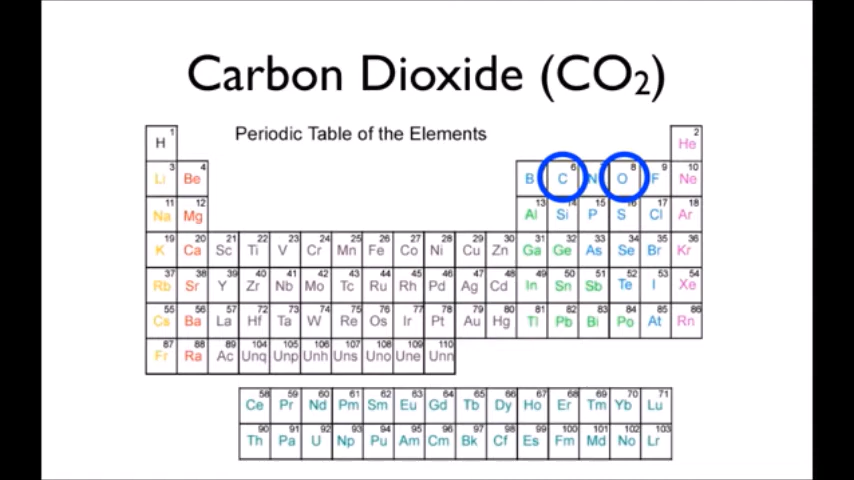 Carbon Dioxide (CO₂)
Periodic Table of the Elements
1 2
H He
3 4 6 8 9 10
Li Be B C N O F Ne
11 12 13 14 15 16 17 18
Na Mg Al Si P S Cl Ar
19 20 21 22 23 24 25 26 27 28 29 30 31 32 33 34 35 36
K Ca Sc Ti V Cr Mn Fe Co Ni Cu Zn Ga Ge As Se Br Kr
37 38 39 40 41 42 43 44 45 46 47 48 49 50 51 52 53 54
Rb Sr Y Zr Nb Mo Tc Ru Rh Pd Ag Cd In Sn Sb Te I Xe
55 56 57 72 73 74 75 76 77 78 79 80 81 82 83 84 85 86
Cs Ba La Hf Ta W Re Os Ir Pt Au Hg Tl Pb Bi Po At Rn
87 88 89 104 105 106 107 108 109 110
Fr Ra Ac Unq Unp Unh Uns Uno Une Unn
58 59 60 61 62 63 64 65 66 67 68 69 70 71
Ce Pr Nd Pm Sm Eu Gd Tb Dy Ho Er Tm Yb Lu
90 91 92 93 94 95 96 97 98 99 100 101 102 103
Th Pa U Np Pu Am Cm Bk Cf Es Fm Md No Lr